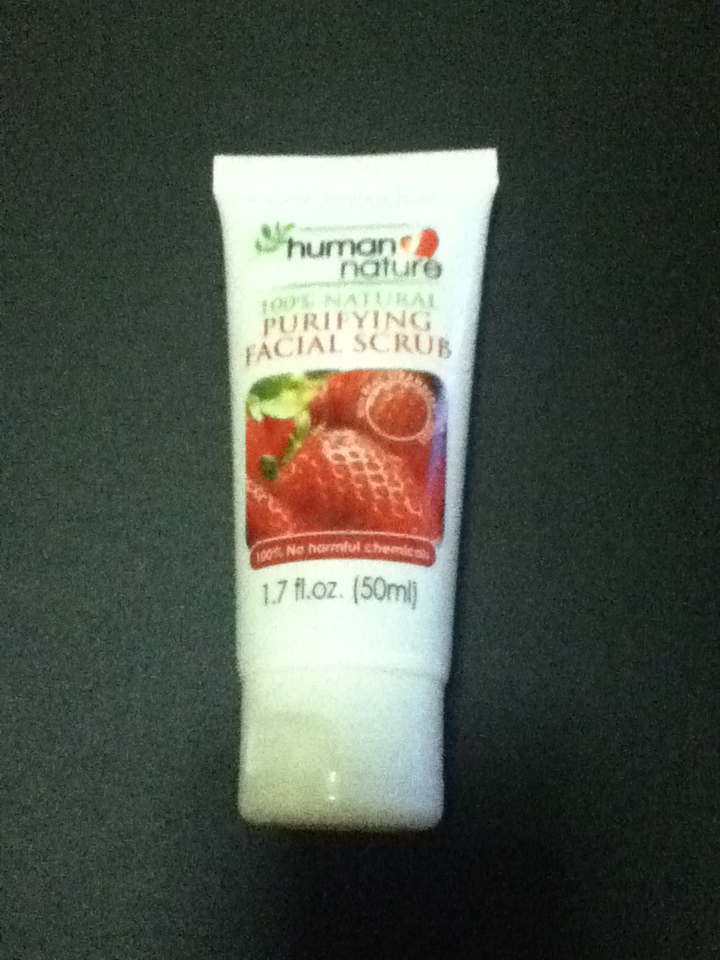 human
nature
100% NATURAL
PURIFYING
FACIAL SCRUB
100% No harmful chemicals
1.7 fl.oz. (50ml)